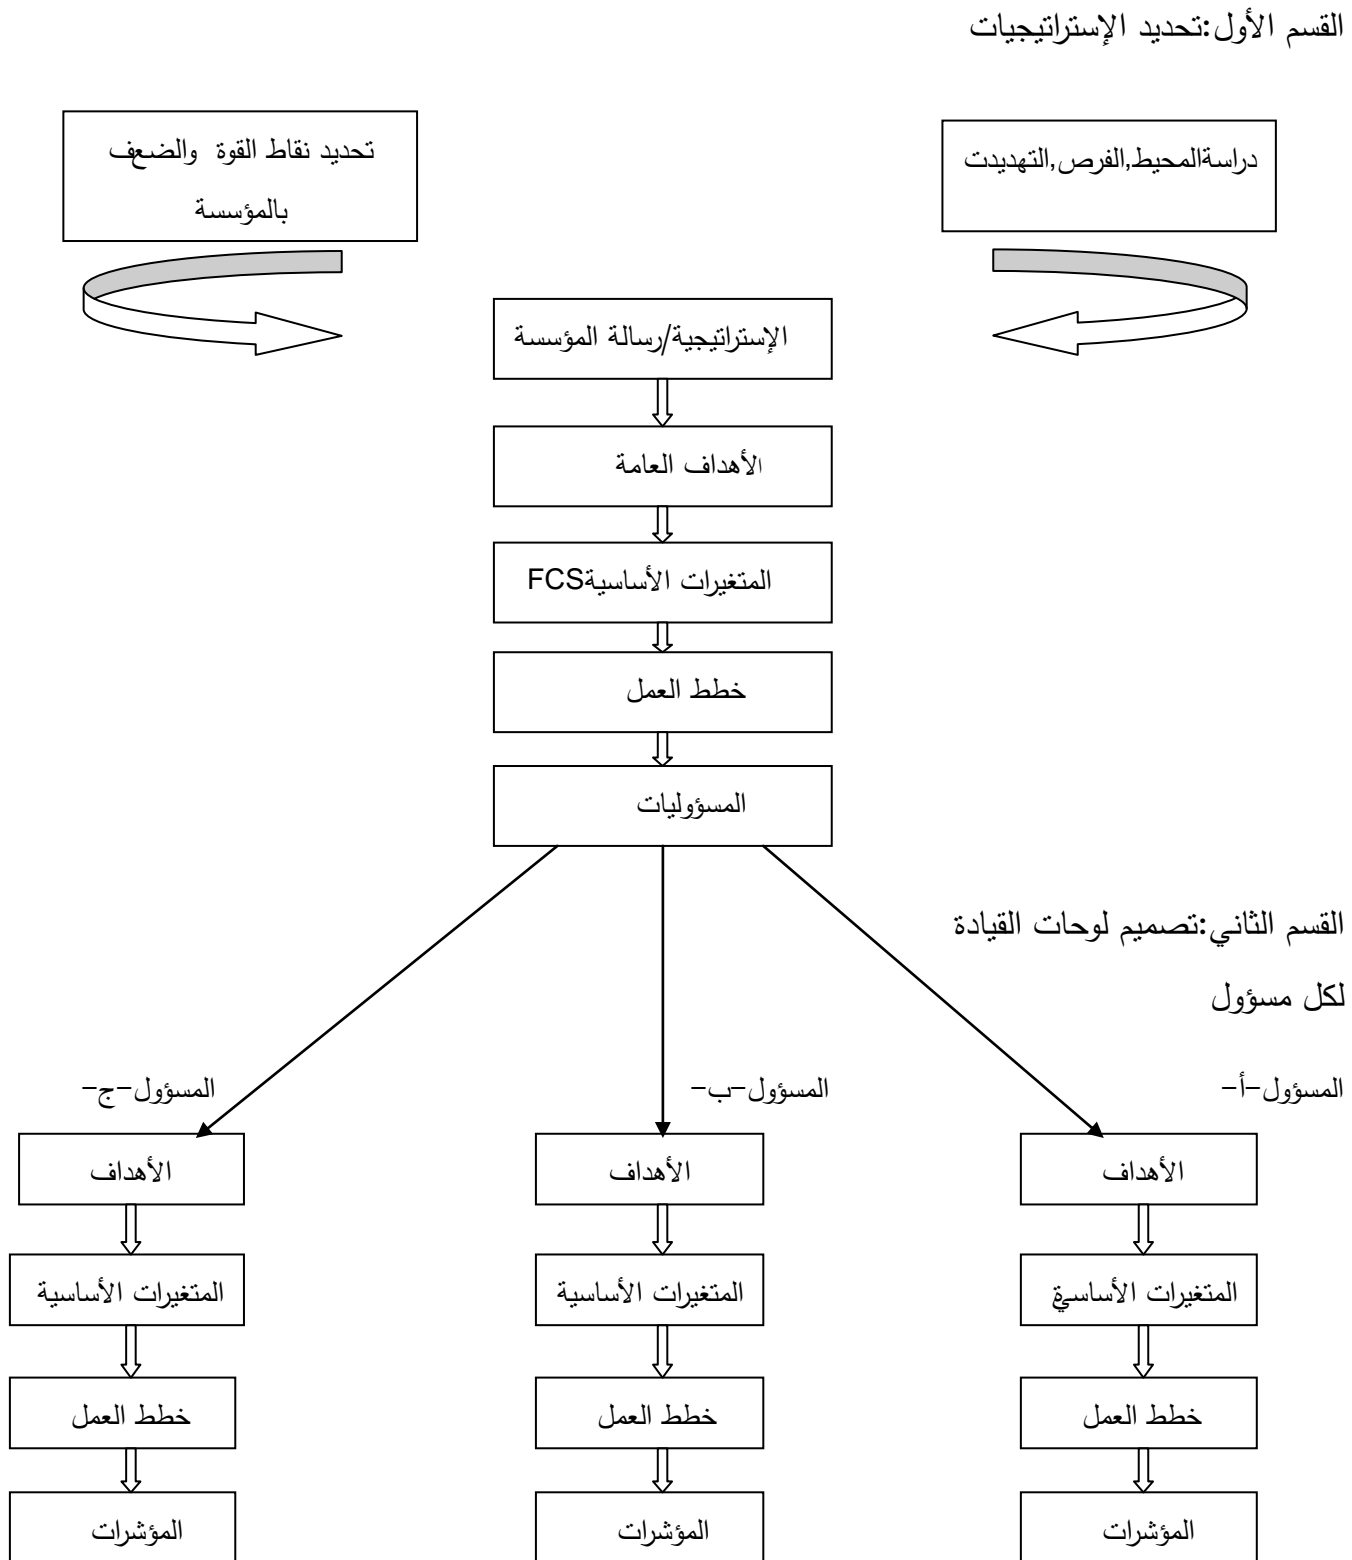 القسم الأول:تحديد الإستراتيجيات
دراسةالمحيط,الفرص,التهديدت
تحديد نقاط القوة والضعف
بالمؤسسة
الإستراتيجية/رسالة المؤسسة
الأهداف العامة
المتغيرات الأساسيةFCS
خطط العمل
المسؤوليات
القسم الثاني:تصميم لوحات القيادة
لكل مسؤول
المسؤول-أ-
المسؤول-ب-
المسؤول-ج-
الأهداف
الأهداف
الأهداف
المتغيرات الأساسية
المتغيرات الأساسية
المتغيرات الأساسية
خطط العمل
خطط العمل
خطط العمل
المؤشرات
المؤشرات
المؤشرات